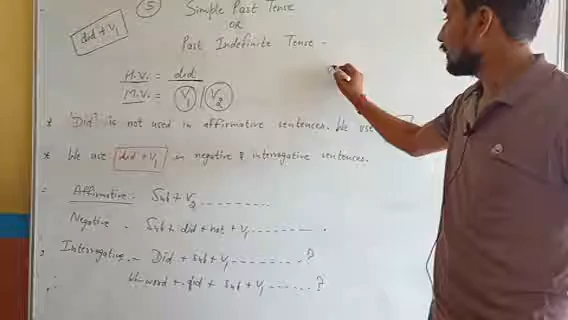 5 Simple Past Tense
did + V1
OR
Past Indefinite Tense -
H.V. = did
M.V. = V1 / V2
* 'Did' is not used in affirmative sentences. We use
* We use did + V1 in negative & interrogative sentences.
= Affirmative:- Sub + V2 ..........
Negative - Sub + did + not + V1 .......... .
Interrogative - Did + Sub + V1 .......... ?
Wh-word + did + sub + V1 ...... ?